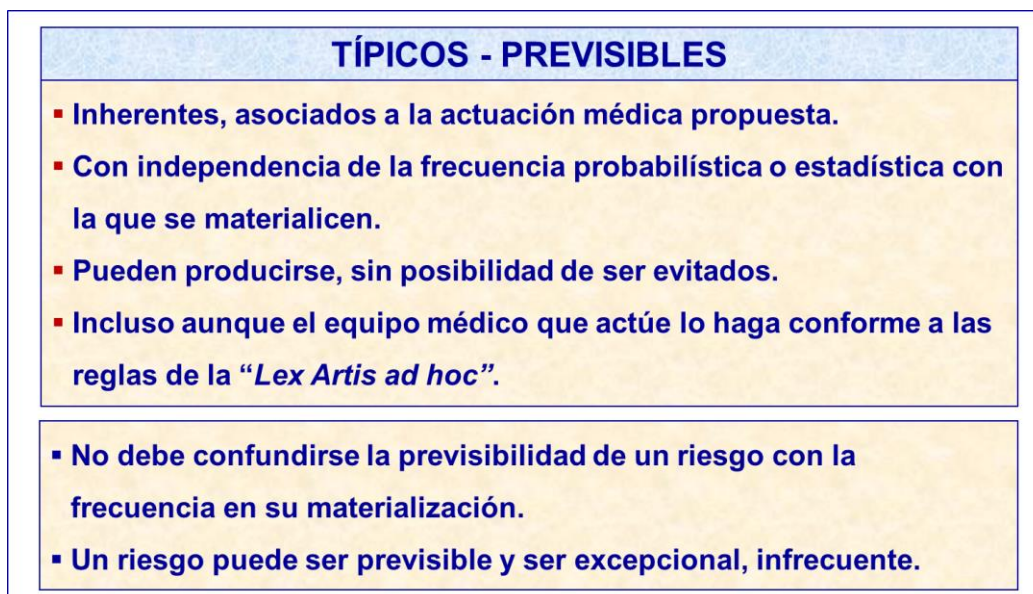 TÍPICOS - PREVISIBLES
▪ Inherentes, asociados a la actuación médica propuesta.
▪ Con independencia de la frecuencia probabilística o estadística con
la que se materialicen.
▪ Pueden producirse, sin posibilidad de ser evitados.
▪ Incluso aunque el equipo médico que actúe lo haga conforme a las
reglas de la “Lex Artis ad hoc”.
▪ No debe confundirse la previsibilidad de un riesgo con la
frecuencia en su materialización.
▪ Un riesgo puede ser previsible y ser excepcional, infrecuente.